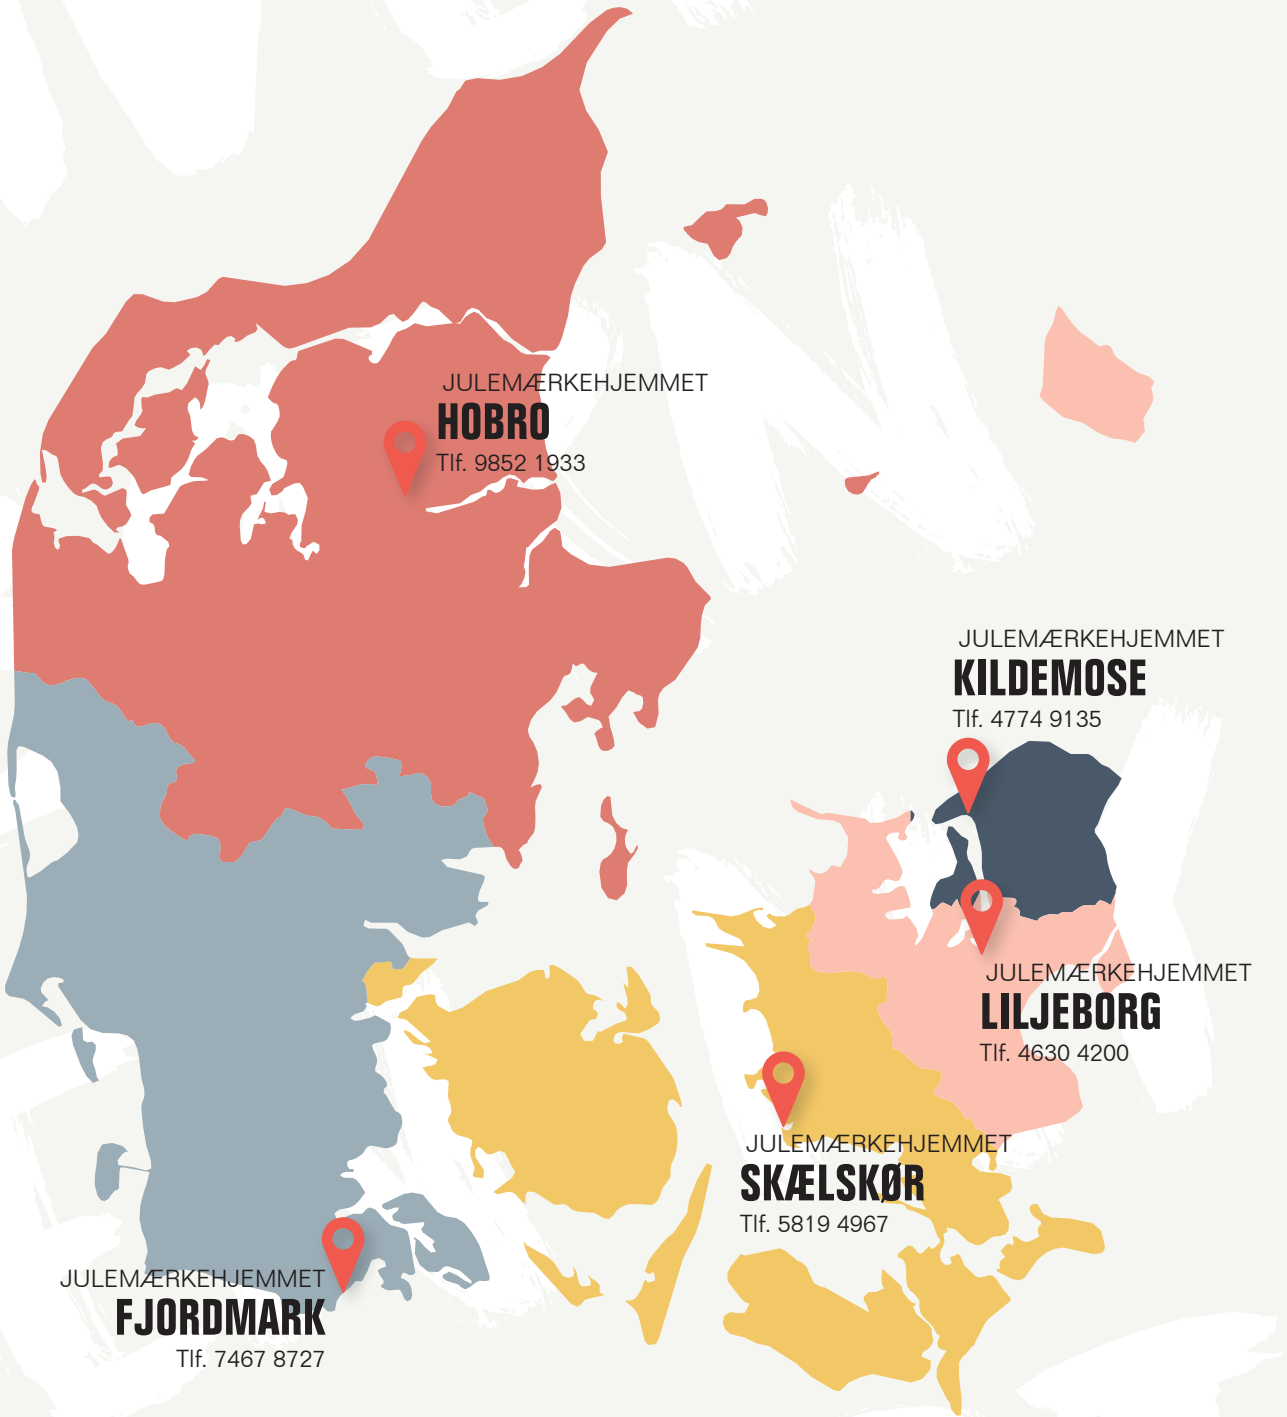 JULEMÆRKEHJEMMET
HOBRO
Tlf. 9852 1933
JULEMÆRKEHJEMMET
KILDEMOSE
Tlf. 4774 9135
JULEMÆRKEHJEMMET
LILJEBORG
Tlf. 4630 4200
JULEMÆRKEHJEMMET
SKÆLSKØR
Tlf. 5819 4967
JULEMÆRKEHJEMMET
FJORDMARK
Tlf. 7467 8727